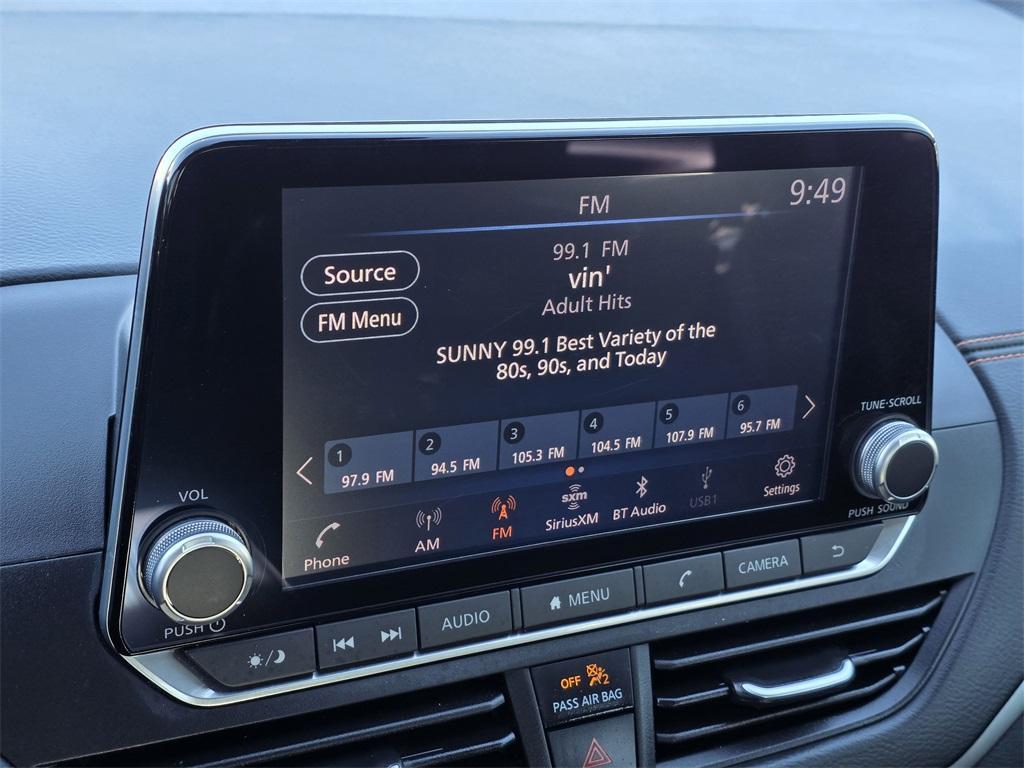 FM
9:49
99.1 FM
vin'
Adult Hits
Source
FM Menu
SUNNY 99.1 Best Variety of the
80s, 90s, and Today
1
97.9 FM
2
94.5 FM
3
105.3 FM
4
104.5 FM
5
107.9 FM
6
95.7 FM
Phone
AM
FM
sxm
SiriusXM
BT Audio
USB1
Settings
TUNE·SCROLL
PUSH SOUND
VOL
PUSH
AUDIO
MENU
CAMERA
OFF
2
PASS AIR BAG